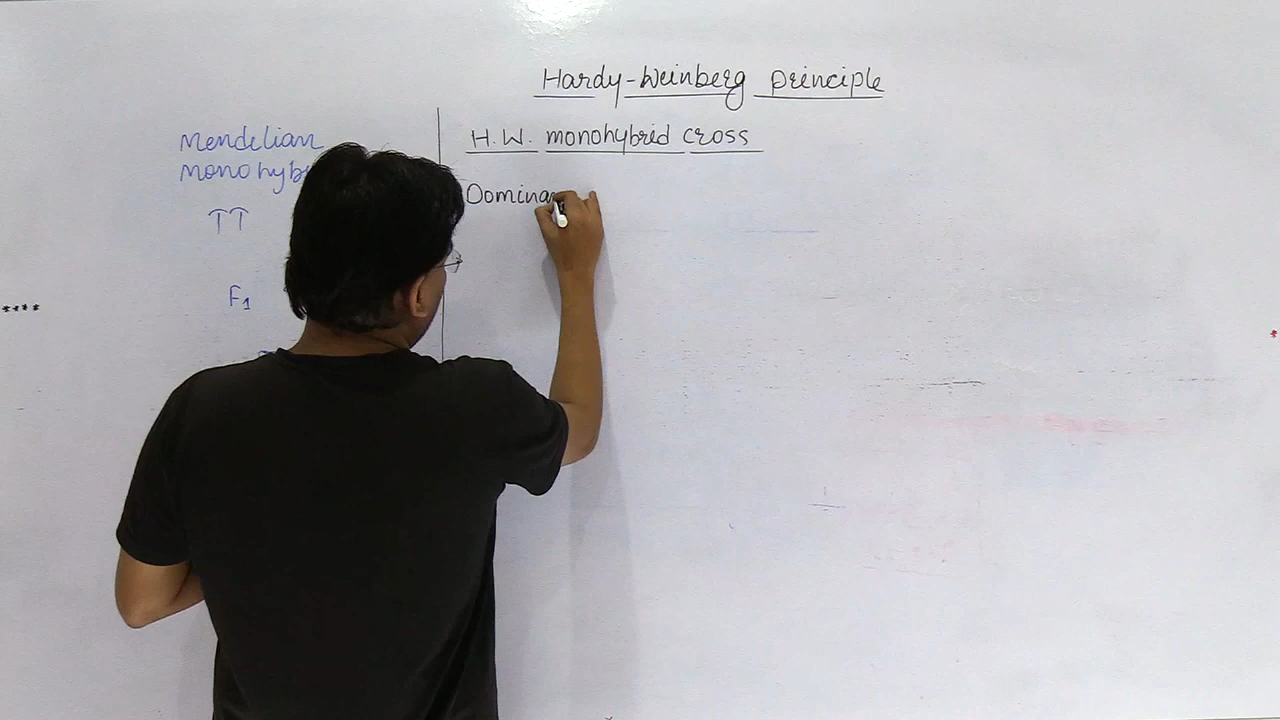 Hardy-Weinberg principle
Mendelian
TT
F1
H.W. monohybrid cross
****
*